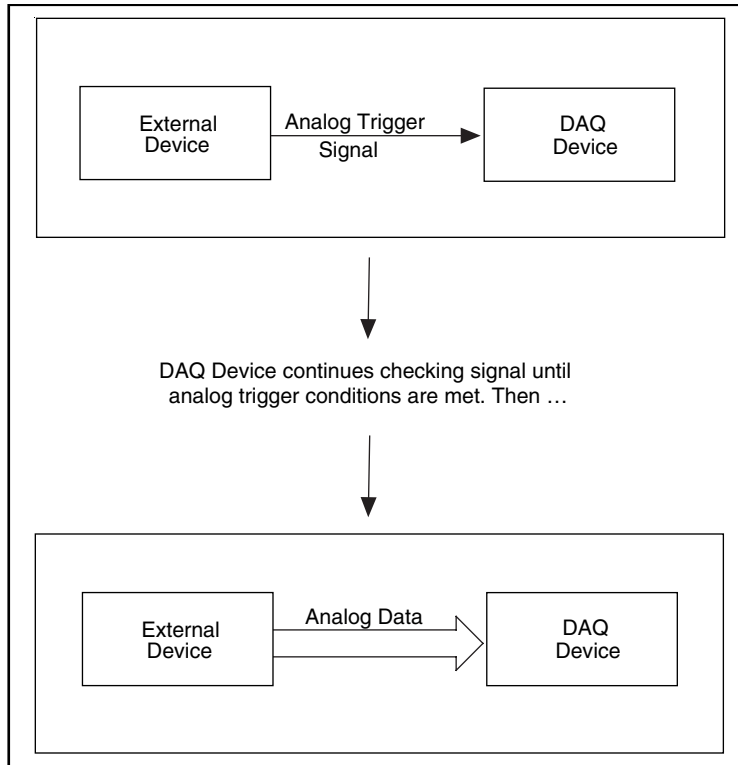 External
Device
Analog Trigger
Signal
DAQ
Device
DAQ Device continues checking signal until
analog trigger conditions are met. Then …
External
Device
Analog Data
DAQ
Device